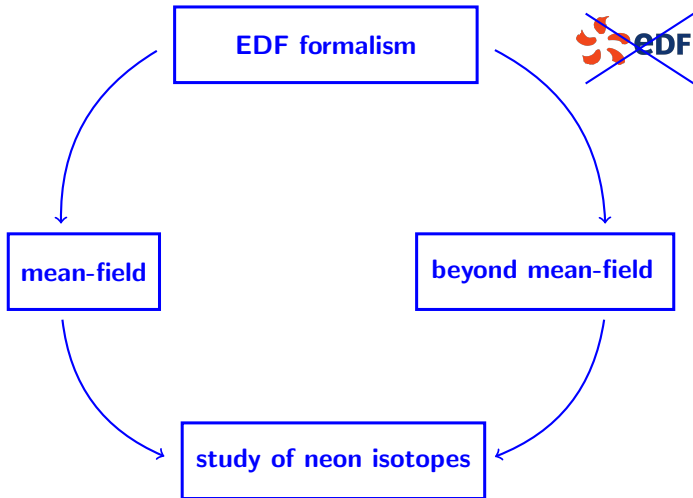 EDF formalism
eDF
mean-field
beyond mean-field
study of neon isotopes